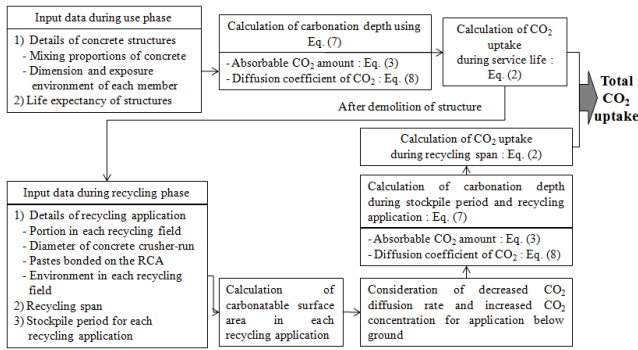 Input data during use phase
1) Details of concrete structures
- Mixing proportions of concrete
- Dimension and exposure
environment of each member
2) Life expectancy of structures
Calculation of carbonation depth using
Eq. (7)
- Absorbable CO2 amount : Eq. (3)
- Diffusion coefficient of CO2 : Eq. (8)
Calculation of CO2
uptake
during service life :
Eq. (2)
Total
CO2
uptake
After demolition of structure
Input data during recycling phase
1) Details of recycling application
- Portion in each recycling field
- Diameter of concrete crusher-run
- Pastes bonded on the RCA
- Environment in each recycling
field
2) Recycling span
3) Stockpile period for each
recycling application
Calculation of
carbonatable surface
area in each
recycling application
Consideration of decreased CO2
diffusion rate and increased CO2
concentration for application below
ground
Calculation of carbonation depth
during stockpile period and recycling
application : Eq. (7)
- Absorbable CO2 amount : Eq. (3)
- Diffusion coefficient of CO2 : Eq. (8)
Calculation of CO2 uptake
during recycling span : Eq. (2)